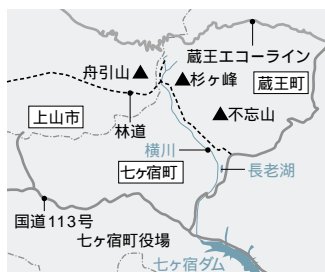 蔵王エコーライン
舟引山
杉ヶ峰
蔵王町
上山市
不忘山
林道
横川
七ヶ宿町
長老湖
国道113号
七ヶ宿町役場
七ヶ宿ダム